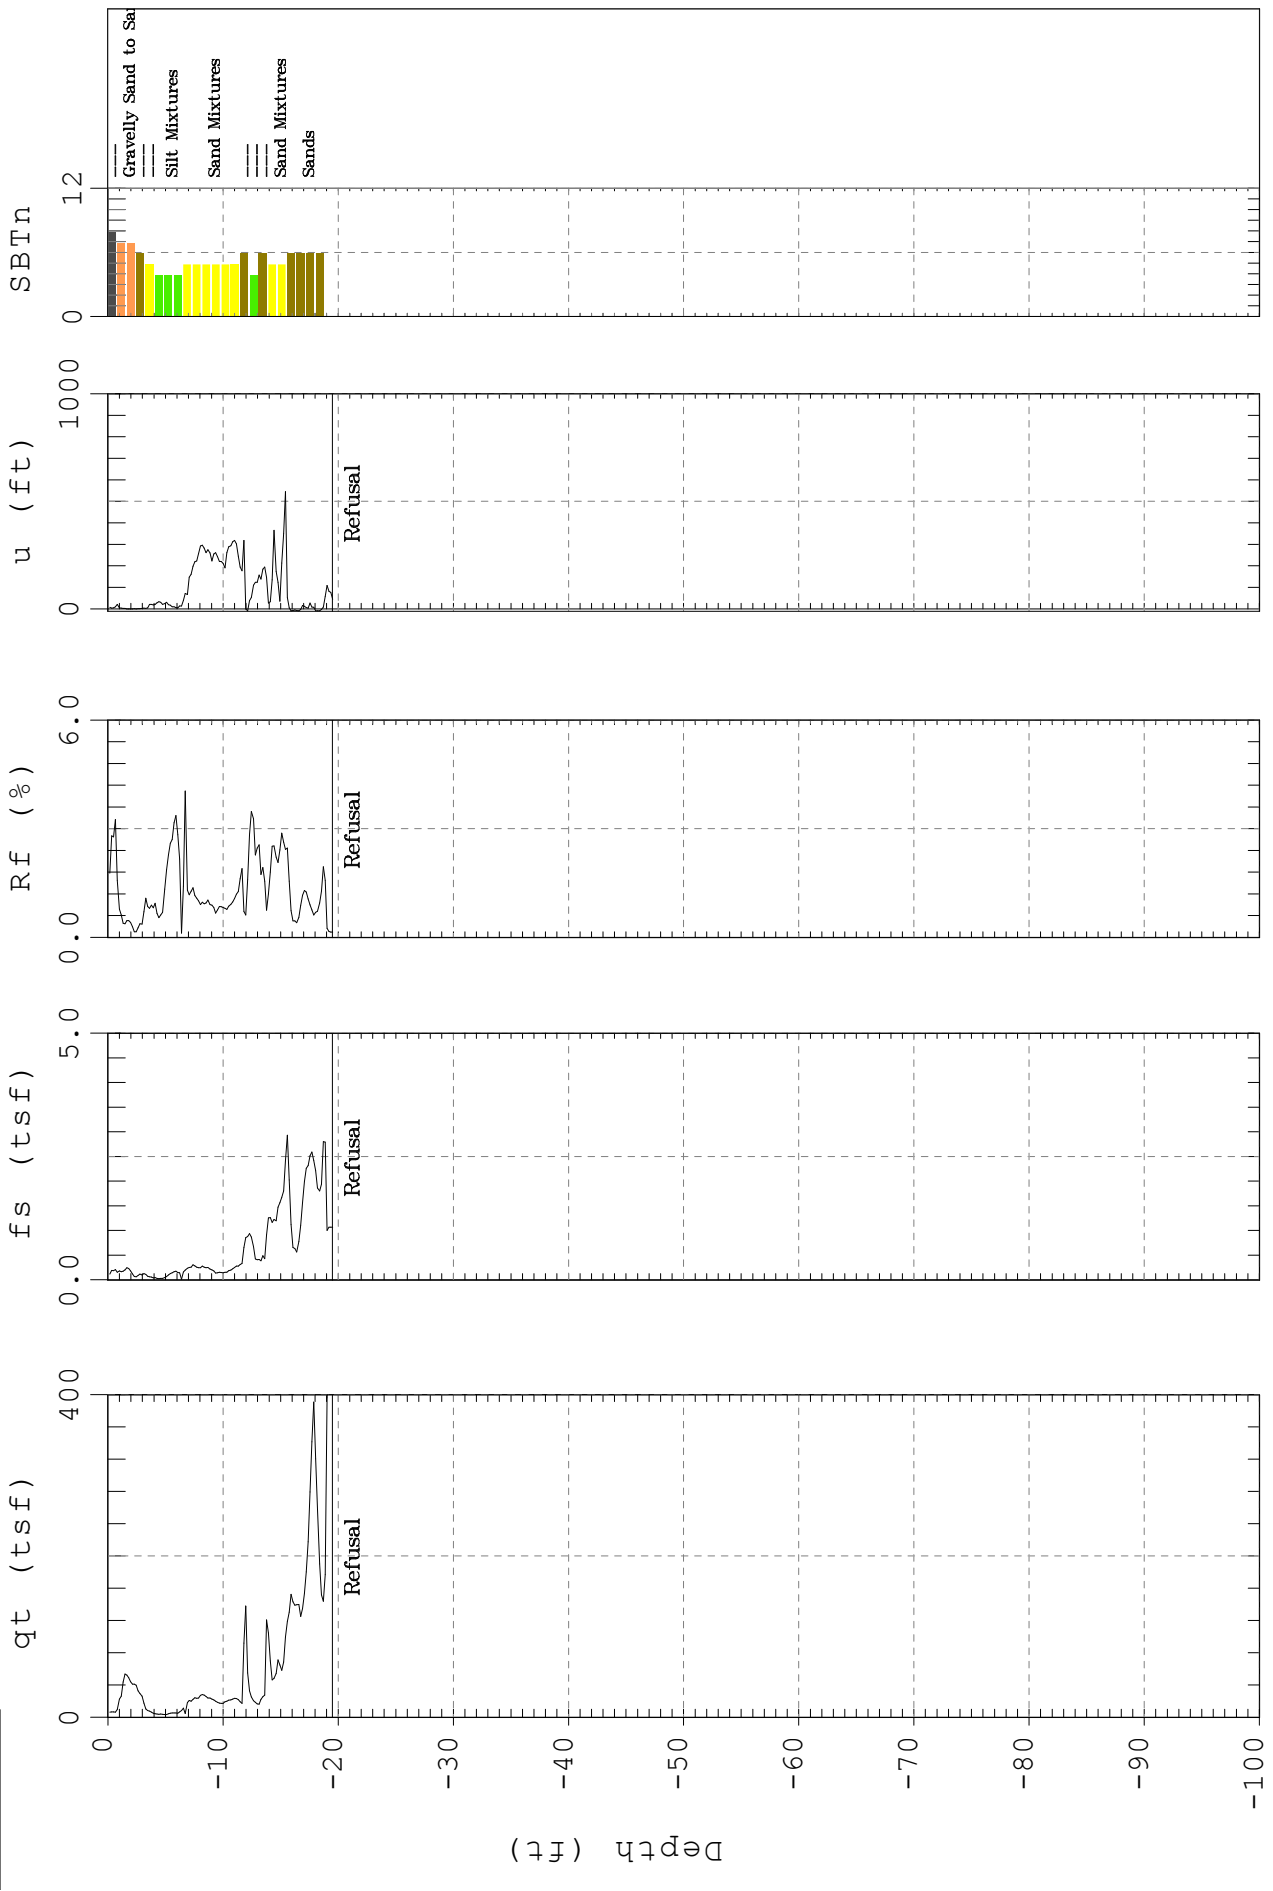 qt (tsf)
fs (tsf)
Rf (%)
u (ft)
SBTn
0
400
0.0
5.0
0.0
6.0
0
1000
0
12
Depth (ft)
0
-10
-20
-30
-40
-50
-60
-70
-80
-90
-100
Refusal
Refusal
Refusal
Refusal
Gravelly Sand to Sa
Silt Mixtures
Sand Mixtures
Sand Mixtures
Sands